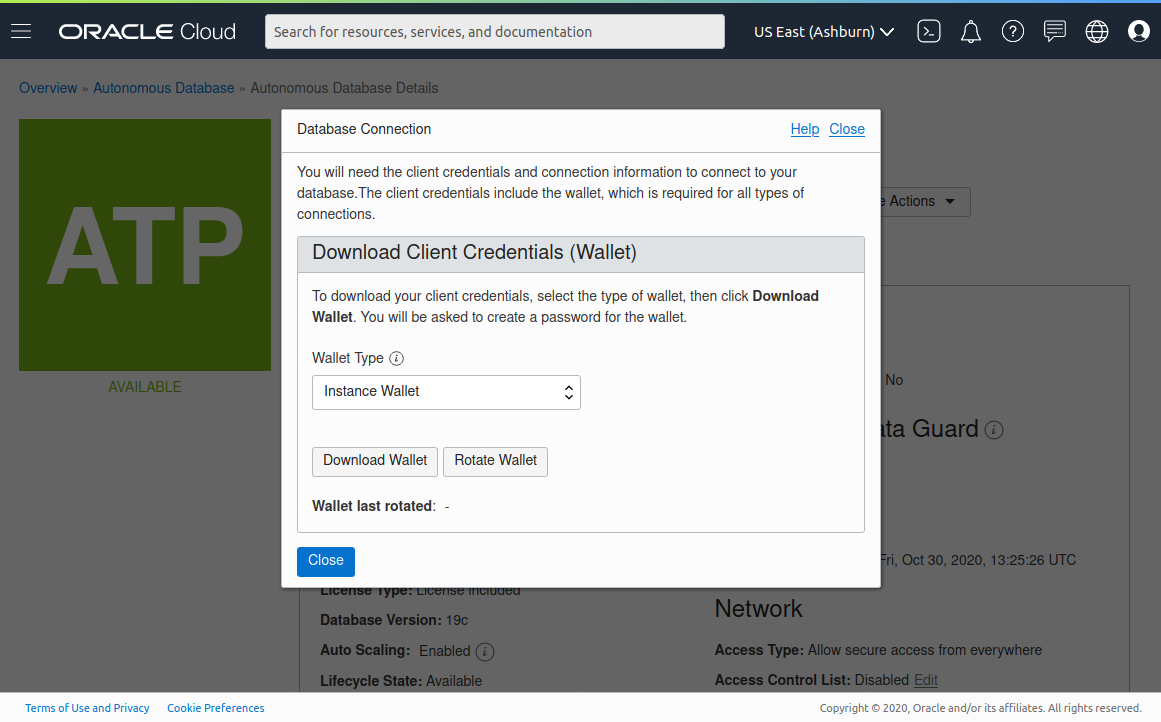 ORACLE Cloud
Search for resources, services, and documentation
US East (Ashburn)
Overview » Autonomous Database » Autonomous Database Details
ATP
AVAILABLE
Actions
Database Connection
Help Close
You will need the client credentials and connection information to connect to your
database.The client credentials include the wallet, which is required for all types of
connections.
Download Client Credentials (Wallet)
To download your client credentials, select the type of wallet, then click Download
Wallet. You will be asked to create a password for the wallet.
Wallet Type
Instance Wallet
Download Wallet Rotate Wallet
Wallet last rotated: -
Close
No
Guard
Fri, Oct 30, 2020, 13:25:26 UTC
License Type: License included
Database Version: 19c
Auto Scaling: Enabled
Lifecycle State: Available
Network
Access Type: Allow secure access from everywhere
Access Control List: Disabled Edit
Terms of Use and Privacy Cookie Preferences
Copyright © 2020, Oracle and/or its affiliates. All rights reserved.